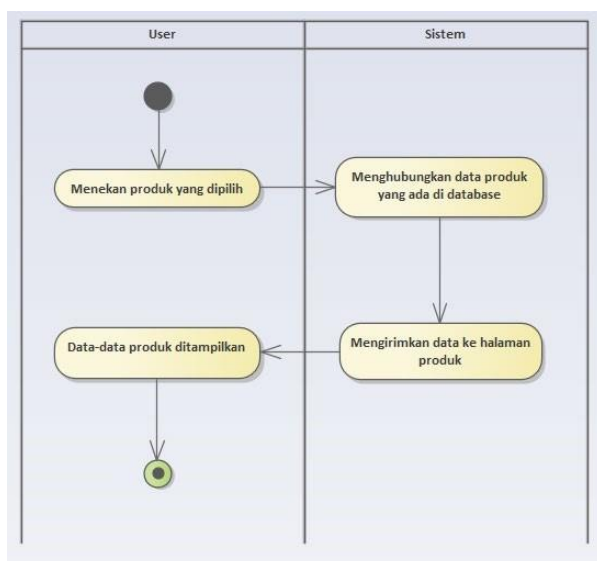 User
Sistem
Menekan produk yang dipilih
Menghubungkan data produk
yang ada di database
Data-data produk ditampilkan
Mengirimkan data ke halaman
produk